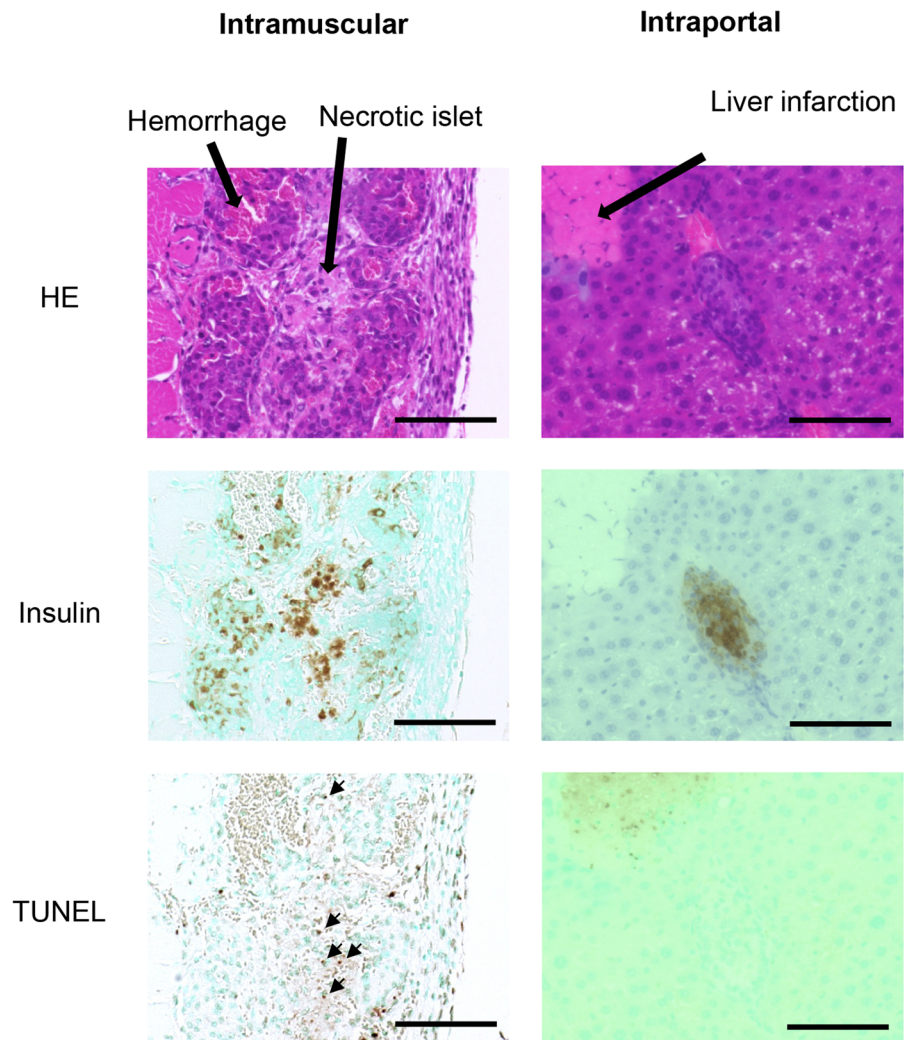 Intramuscular
Intraportal
Hemorrhage
Necrotic islet
Liver infarction
HE
Insulin
TUNEL